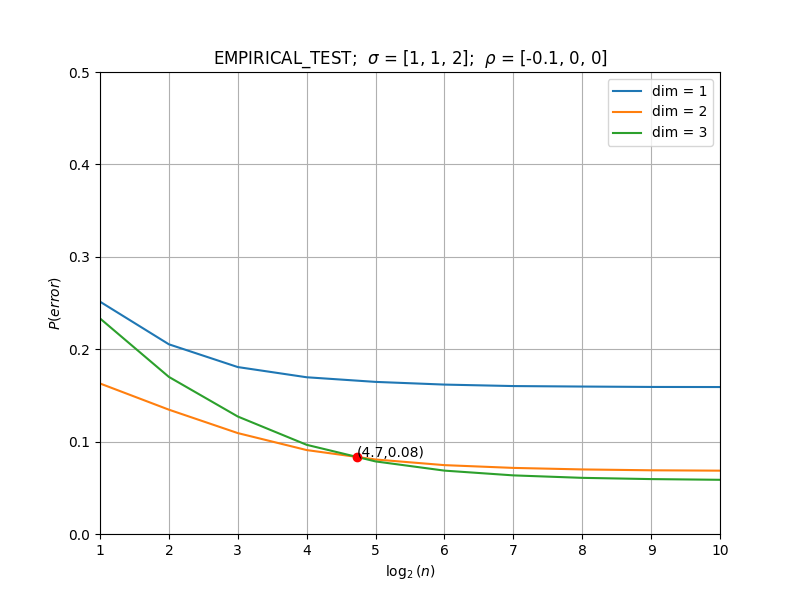 EMPIRICAL_TEST;  σ = [1, 1, 2];  ρ = [-0.1, 0, 0]
dim = 1
dim = 2
dim = 3
P(error)
0.5
0.4
0.3
0.2
0.1
0.0
(4.7,0.08)
1 2 3 4 5 6 7 8 9 10
log₂(n)